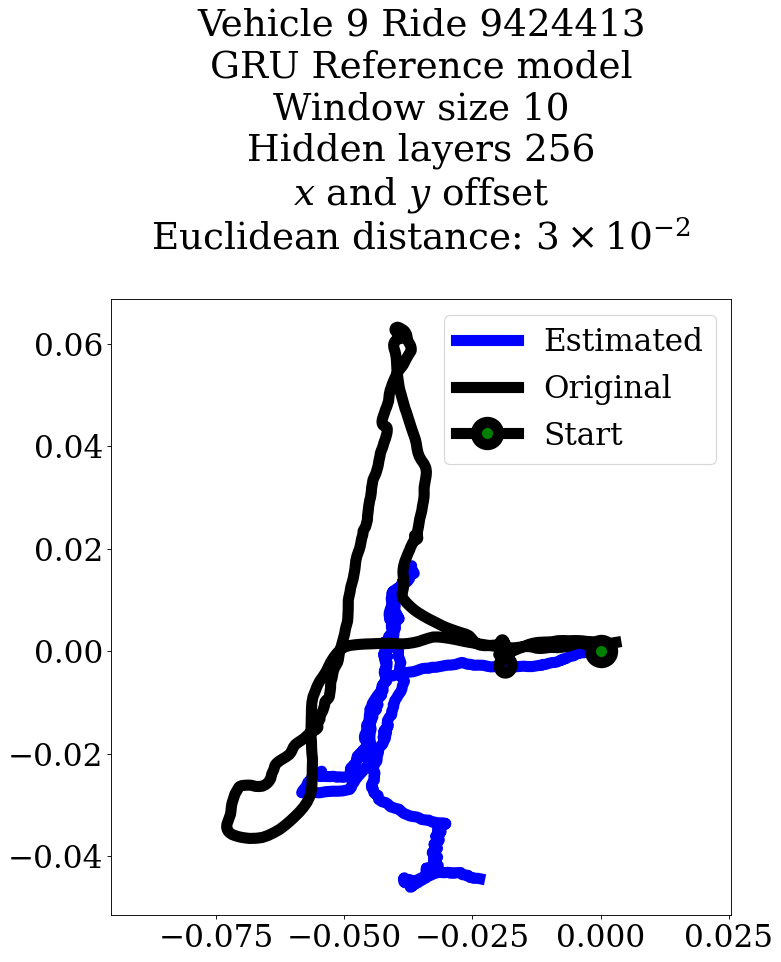 Vehicle 9 Ride 9424413
GRU Reference model
Window size 10
Hidden layers 256
x and y offset
Euclidean distance: 3 × 10⁻²
Estimated
Original
Start
0.06
0.04
0.02
0.00
−0.02
−0.04
−0.075 −0.050 −0.025 0.000 0.025